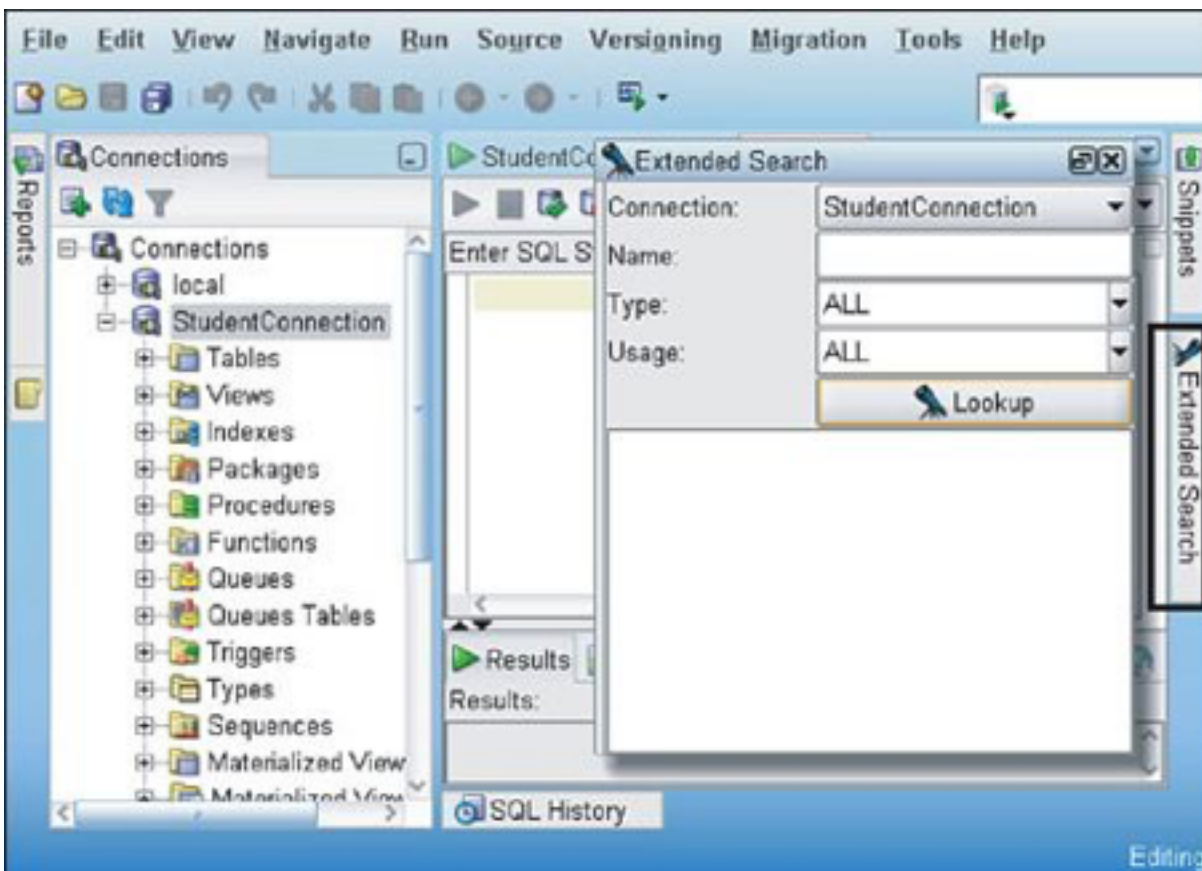 File Edit View Navigate Run Source Versioning Migration Tools Help
Reports
Connections
Connections
local
StudentConnection
Tables
Views
Indexes
Packages
Procedures
Functions
Queues
Queues Tables
Triggers
Types
Sequences
Materialized View
Materialized View
StudentCo
Enter SQL S
Results
Results:
SQL History
Extended Search
Connection: StudentConnection
Name:
Type: ALL
Usage: ALL
Lookup
Snippets
Extended Search
Editing